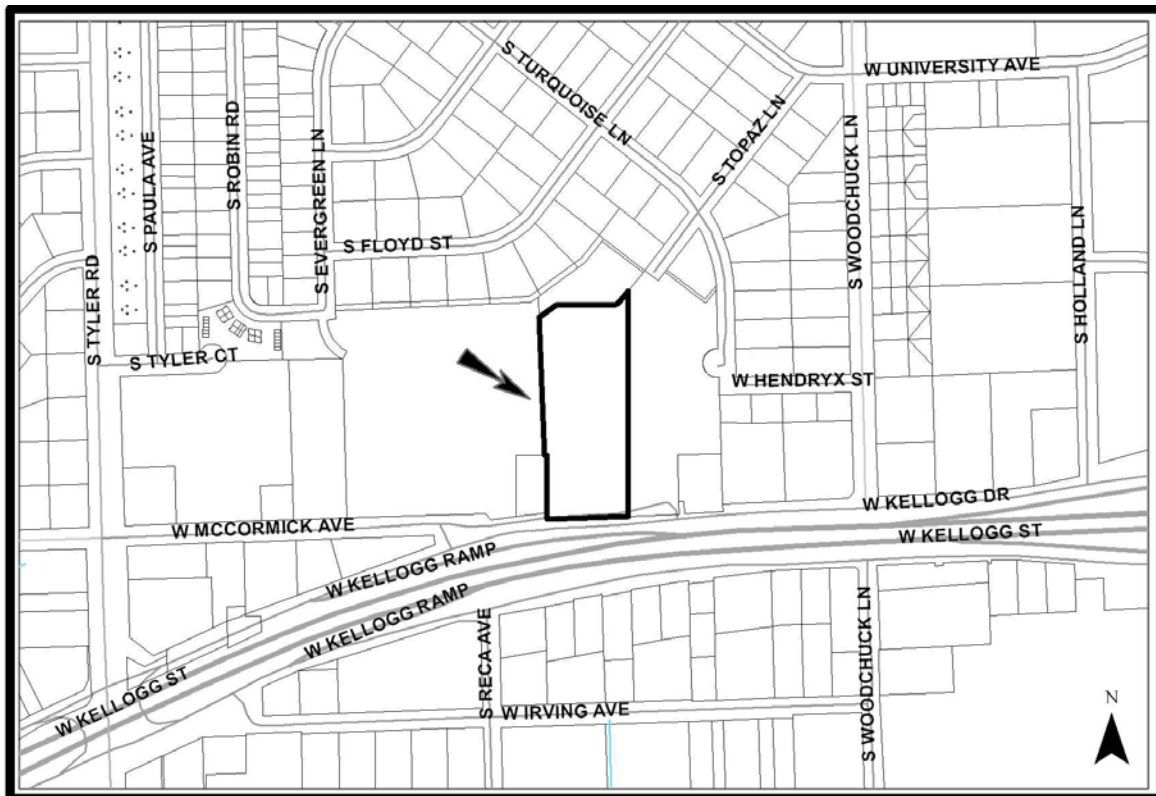 W UNIVERSITY AVE
S TURQUOISE LN
S TOPAZ LN
S PAULA AVE
S ROBIN RD
S EVERGREEN LN
S WOODCHUCK LN
S HOLLAND LN
S FLOYD ST
S TYLER RD
S TYLER CT
W HENDRYX ST
W KELLOGG DR
W MCCORMICK AVE
W KELLOGG ST
W KELLOGG RAMP
W KELLOGG RAMP
S RECA AVE
S WOODCHUCK LN
W KELLOGG ST
W IRVING AVE
N